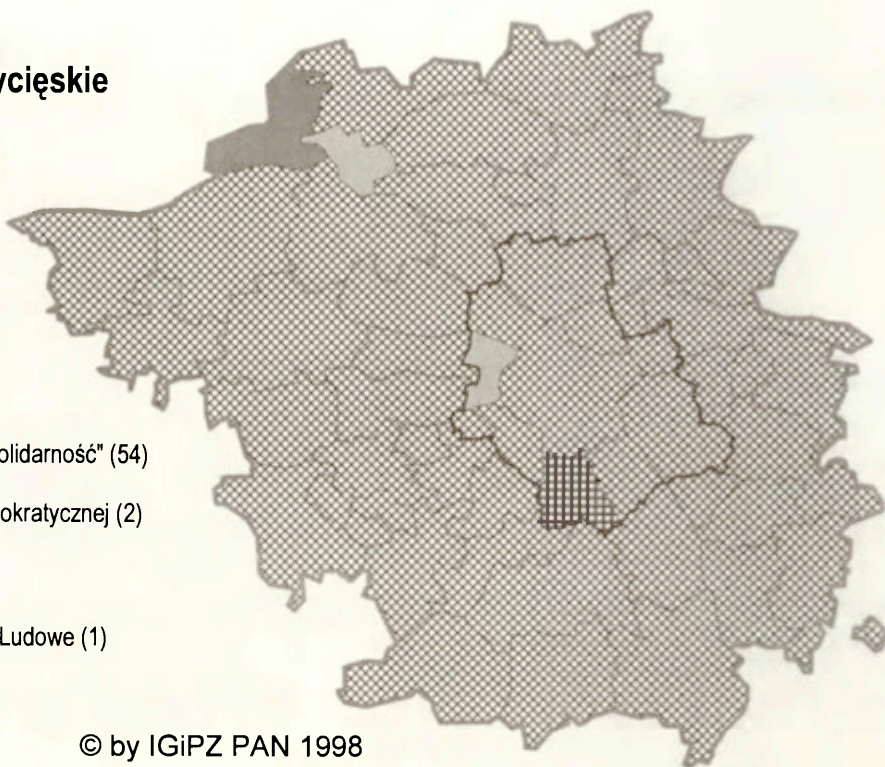 ycięskie
olidarność" (54)
okratycznej (2)
Ludowe (1)
© by IGiPZ PAN 1998